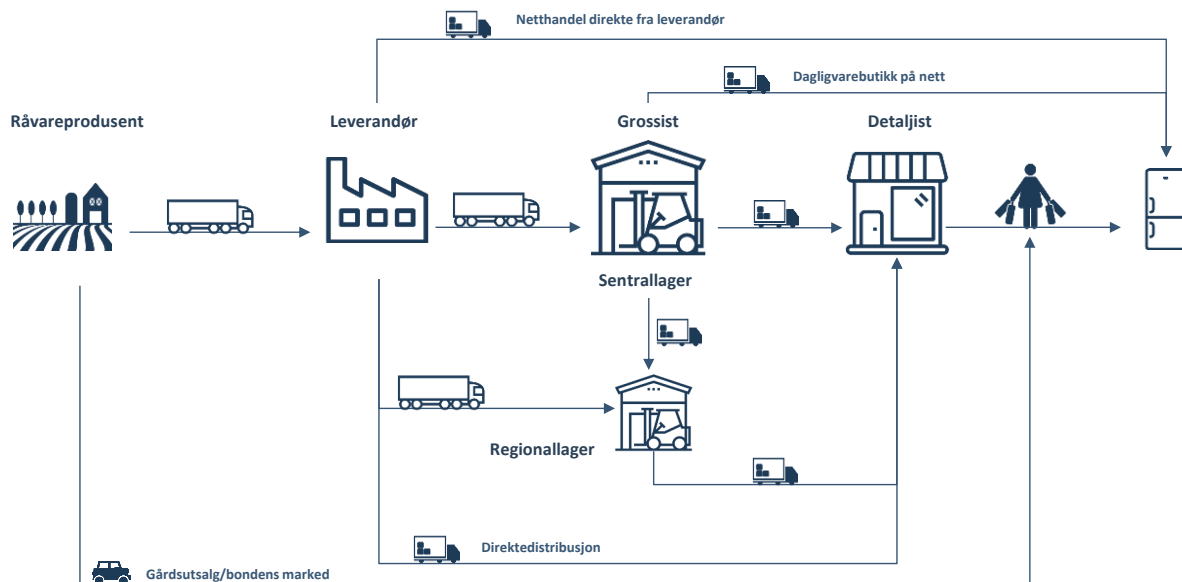 Netthandel direkte fra leverandør
Dagligvarebutikk på nett
Råvareprodusent
Leverandør
Grossist
Detaljist
Sentrallager
Regionallager
Direktedistribusjon
Gårdsutsalg/bondens marked